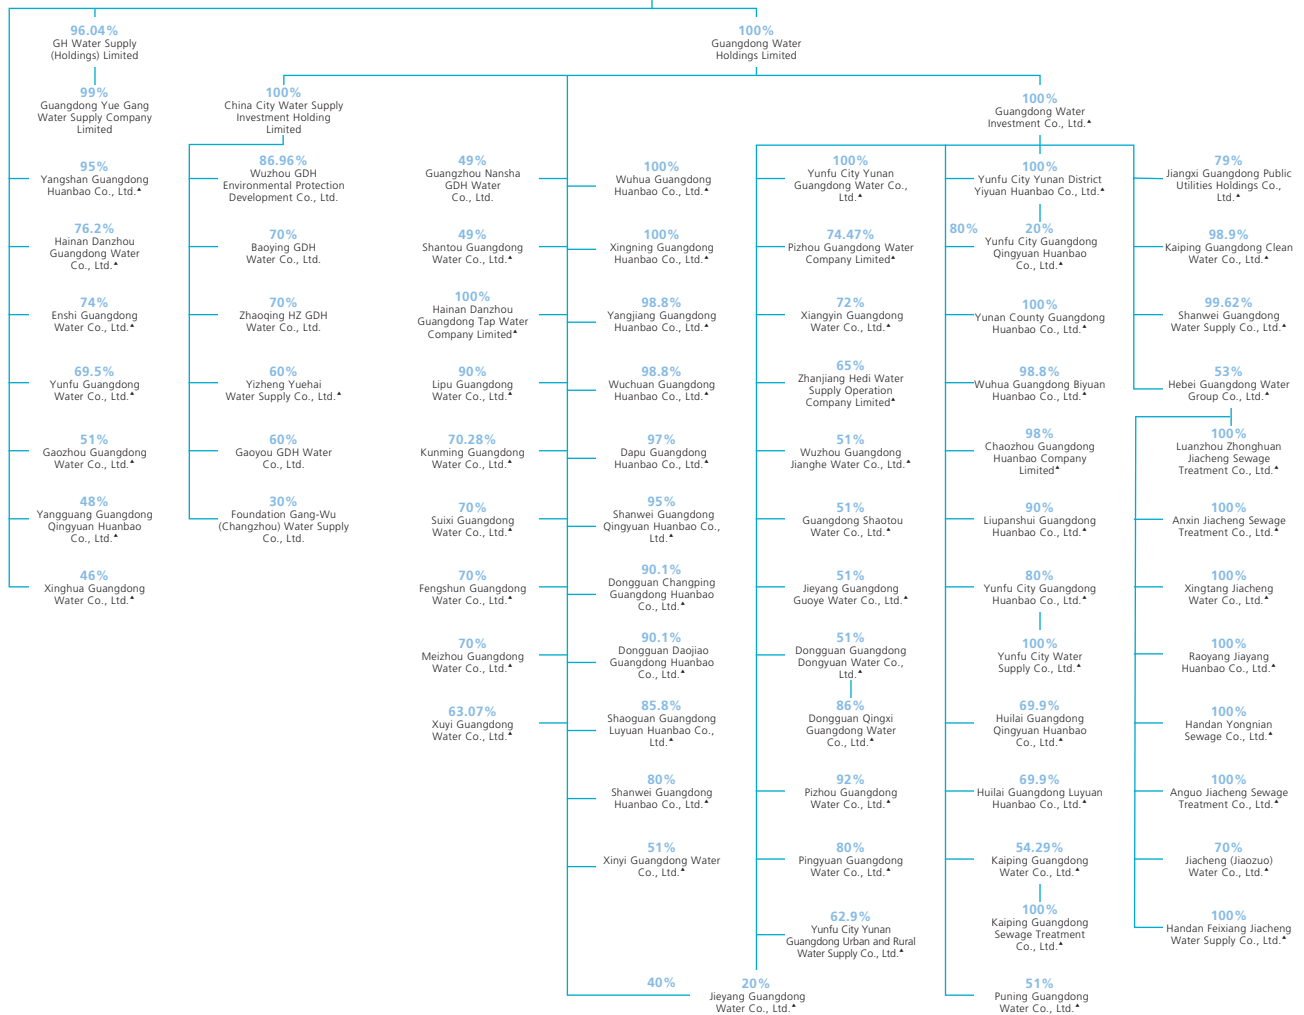 96.04%
GH Water Supply
(Holdings) Limited
100%
Guangdong Water
Holdings Limited
99%
Guangdong Yue Gang
Water Supply Company
Limited
100%
China City Water Supply
Investment Holding
Limited
100%
Guangdong Water
Investment Co., Ltd.▲
95%
Yangshan Guangdong
Huanbao Co., Ltd.▲
76.2%
Hainan Danzhou
Guangdong Water
Co., Ltd.▲
74%
Enshi Guangdong
Water Co., Ltd.▲
69.5%
Yunfu Guangdong
Water Co., Ltd.▲
51%
Gaozhou Guangdong
Water Co., Ltd.▲
48%
Yangguang Guangdong
Qingyuan Huanbao
Co., Ltd.▲
46%
Xinghua Guangdong
Water Co., Ltd.▲
86.96%
Wuzhou GDH
Environmental Protection
Development Co., Ltd.
70%
Baoying GDH
Water Co., Ltd.
70%
Zhaoqing HZ GDH
Water Co., Ltd.
60%
Yizheng Yuehai
Water Supply Co., Ltd.▲
60%
Gaoyou GDH Water
Co., Ltd.
30%
Foundation Gang-Wu
(Changzhou) Water Supply
Co., Ltd.
49%
Guangzhou Nansha
GDH Water
Co., Ltd.
49%
Shantou Guangdong
Water Co., Ltd.▲
100%
Hainan Danzhou
Guangdong Tap Water
Company Limited▲
90%
Lipu Guangdong
Water Co., Ltd.▲
70.28%
Kunming Guangdong
Water Co., Ltd.▲
70%
Suixi Guangdong
Water Co., Ltd.▲
70%
Fengshun Guangdong
Water Co., Ltd.▲
70%
Meizhou Guangdong
Water Co., Ltd.▲
63.07%
Xuyi Guangdong
Water Co., Ltd.▲
100%
Wuhua Guangdong
Huanbao Co., Ltd.▲
100%
Xingning Guangdong
Huanbao Co., Ltd.▲
98.8%
Yangjiang Guangdong
Huanbao Co., Ltd.▲
98.8%
Wuchuan Guangdong
Huanbao Co., Ltd.▲
97%
Dapu Guangdong
Huanbao Co., Ltd.▲
95%
Shanwei Guangdong
Qingyuan Huanbao Co.,
Ltd.▲
90.1%
Dongguan Changping
Guangdong Huanbao
Co., Ltd.▲
90.1%
Dongguan Daojiao
Guangdong Huanbao
Co., Ltd.▲
85.8%
Shaoguan Guangdong
Luyuan Huanbao Co.,
Ltd.▲
80%
Shanwei Guangdong
Huanbao Co., Ltd.▲
51%
Xinyi Guangdong Water
Co., Ltd.▲
100%
Yunfu City Yunan
Guangdong Water Co.,
Ltd.▲
74.47%
Pizhou Guangdong Water
Company Limited▲
72%
Xiangyin Guangdong
Water Co., Ltd.▲
65%
Zhanjiang Hedi Water
Supply Operation
Company Limited▲
51%
Wuzhou Guangdong
Jianghe Water Co., Ltd.▲
51%
Guangdong Shaotou
Water Co., Ltd.▲
51%
Jieyang Guangdong
Guoye Water Co., Ltd.▲
51%
Dongguan Guangdong
Dongyuan Water Co.,
Ltd.▲
86%
Dongguan Qingxi
Guangdong Water
Co., Ltd.▲
92%
Pizhou Guangdong
Water Co., Ltd.▲
80%
Pingyuan Guangdong
Water Co., Ltd.▲
62.9%
Yunfu City Yunan
Guangdong Urban and Rural
Water Supply Co., Ltd.▲
40%
20%
Jieyang Guangdong
Water Co., Ltd.▲
100%
Yunfu City Yunan District
Yiyuan Huanbao Co., Ltd.▲
80%
20%
Yunfu City Guangdong
Qingyuan Huanbao
Co., Ltd.▲
100%
Yunan County Guangdong
Huanbao Co., Ltd.▲
98.8%
Wuhua Guangdong Biyuan
Huanbao Co., Ltd.▲
98%
Chaozhou Guangdong
Huanbao Company
Limited▲
90%
Liupanshui Guangdong
Huanbao Co., Ltd.▲
80%
Yunfu City Guangdong
Huanbao Co., Ltd.▲
100%
Yunfu City Water
Supply Co., Ltd.▲
69.9%
Huilai Guangdong
Qingyuan Huanbao
Co., Ltd.▲
69.9%
Huilai Guangdong Luyuan
Huanbao Co., Ltd.▲
54.29%
Kaiping Guangdong
Water Co., Ltd.▲
100%
Kaiping Guangdong
Sewage Treatment
Co., Ltd.▲
51%
Puning Guangdong
Water Co., Ltd.▲
79%
Jiangxi Guangdong Public
Utilities Holdings Co.,
Ltd.▲
98.9%
Kaiping Guangdong Clean
Water Co., Ltd.▲
99.62%
Shanwei Guangdong
Water Supply Co., Ltd.▲
53%
Hebei Guangdong Water
Group Co., Ltd.▲
100%
Luanzhou Zhonghuan
Jiacheng Sewage
Treatment Co., Ltd.▲
100%
Anxin Jiacheng Sewage
Treatment Co., Ltd.▲
100%
Xingtang Jiacheng
Water Co., Ltd.▲
100%
Raoyang Jiayang
Huanbao Co., Ltd.▲
100%
Handan Yongnian
Sewage Co., Ltd.▲
100%
Anguo Jiacheng Sewage
Treatment Co., Ltd.▲
70%
Jiacheng (Jiaozuo)
Water Co., Ltd.▲
100%
Handan Feixiang Jiacheng
Water Supply Co., Ltd.▲